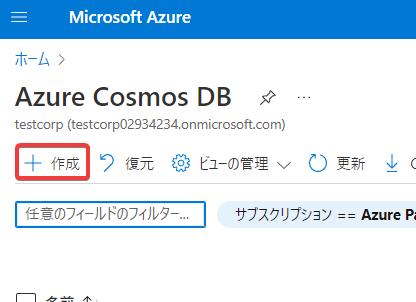 Microsoft Azure
ホーム
Azure Cosmos DB
testcorp (testcorp02934234.onmicrosoft.com)
作成 復元 ビューの管理 更新
任意のフィールドのフィルター... サブスクリプション == Azure Pa
名前 ↑↓